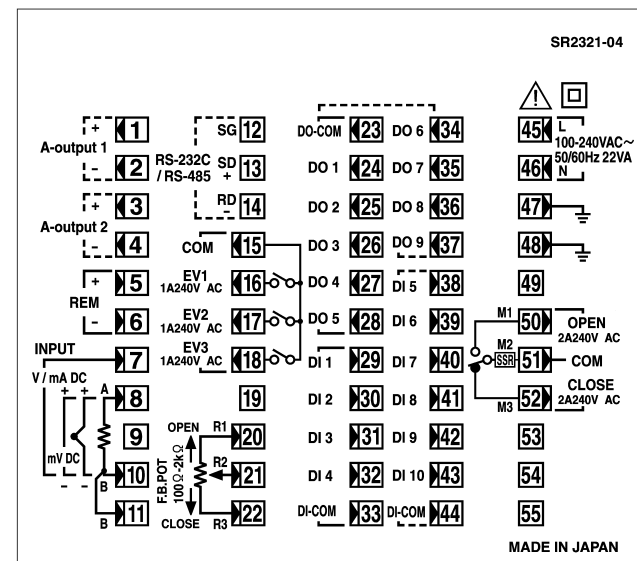 SR2321-04
A-output 1
+ 1
- 2
A-output 2
+ 3
- 4
REM
+ 5
- 6
INPUT
7
V / mA DC
+ + A 8
9
mV DC
- - B 10
B 11
SG 12
RS-232C
/ RS-485
SD
+ 13
RD
- 14
COM 15
EV1
1A240V AC
16
EV2
1A240V AC
17
EV3
1A240V AC
18
19
OPEN
R1 20
F.B.POT
100Ω-2kΩ
R2 21
CLOSE
R3 22
DO-COM 23
DO 1 24
DO 2 25
DO 3 26
DO 4 27
DO 5 28
DI 1 29
DI 2 30
DI 3 31
DI 4 32
DI-COM 33
DO 6 34
DO 7 35
DO 8 36
DO 9 37
DI 5 38
DI 6 39
DI 7 40
DI 8 41
DI 9 42
DI 10 43
DI-COM 44
45 L
100-240VAC~
50/60Hz 22VA
46 N
47
48
49
M1 50 OPEN
2A240V AC
M2
SSR 51 COM
M3 52 CLOSE
2A240V AC
53
54
55
MADE IN JAPAN